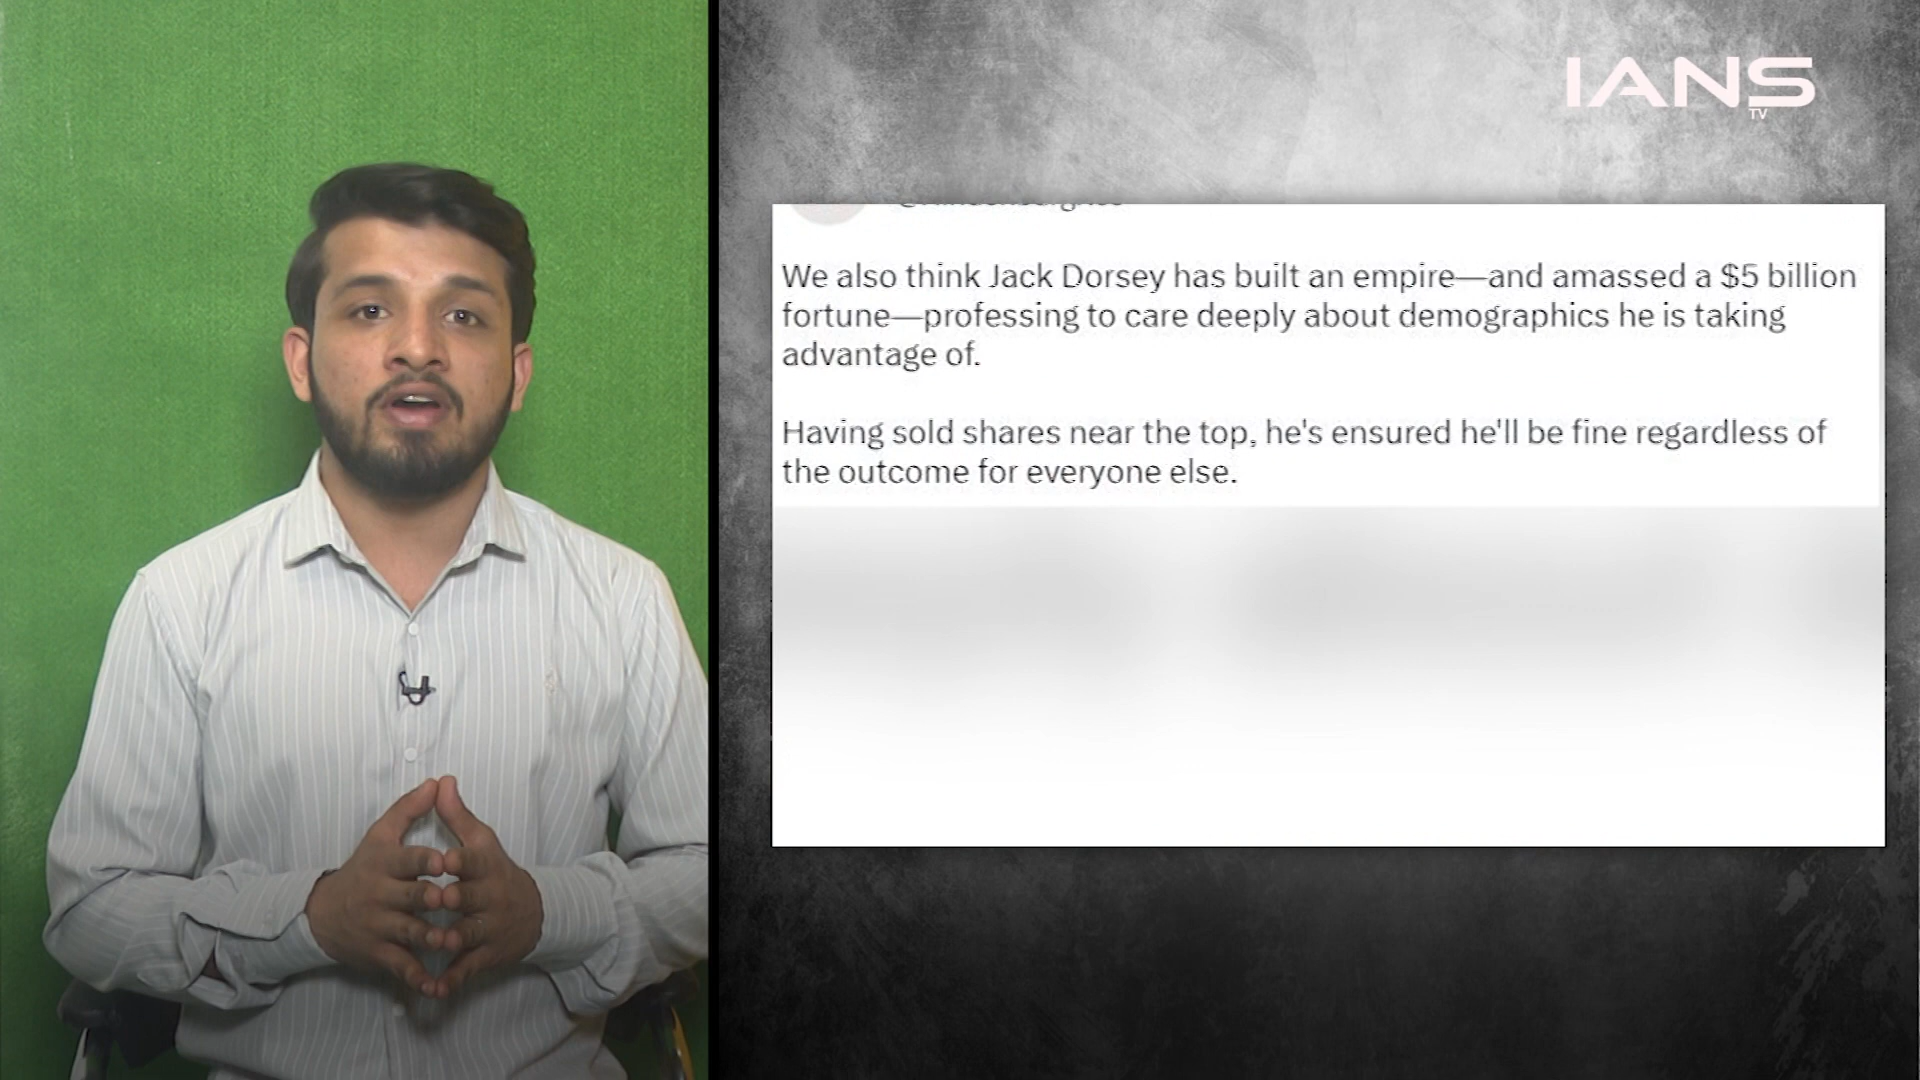 IANS
TV
We also think Jack Dorsey has built an empire—and amassed a $5 billion
fortune—professing to care deeply about demographics he is taking
advantage of.
Having sold shares near the top, he's ensured he'll be fine regardless of
the outcome for everyone else.